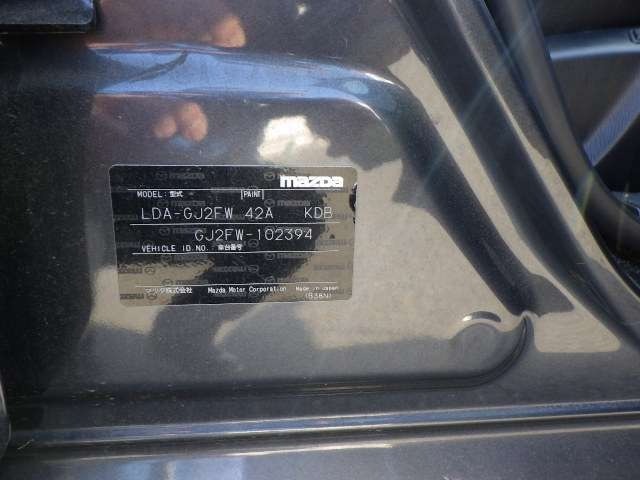 mazda
MODEL: 型式 [PAINT]
LDA-GJ2FW 42A KDB
GJ2FW-102394
VEHICLE ID.NO. 車台番号
マツダ株式会社 Mazda Motor Corporation Made in Japan
(B38N)